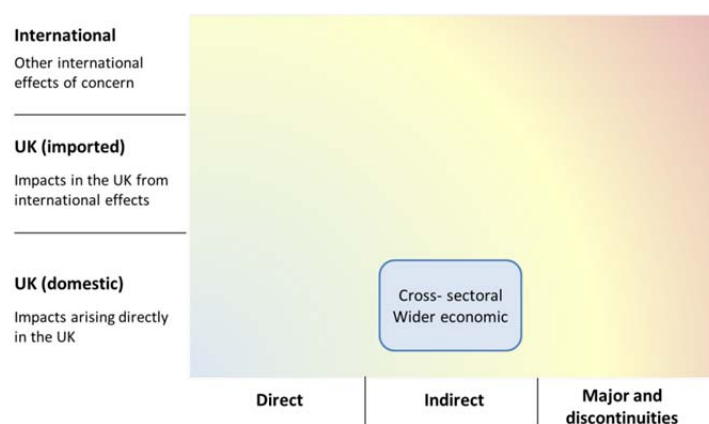 International
Other international
effects of concern
UK (imported)
Impacts in the UK from
international effects
UK (domestic)
Impacts arising directly
in the UK
Cross- sectoral
Wider economic
Direct
Indirect
Major and
discontinuities